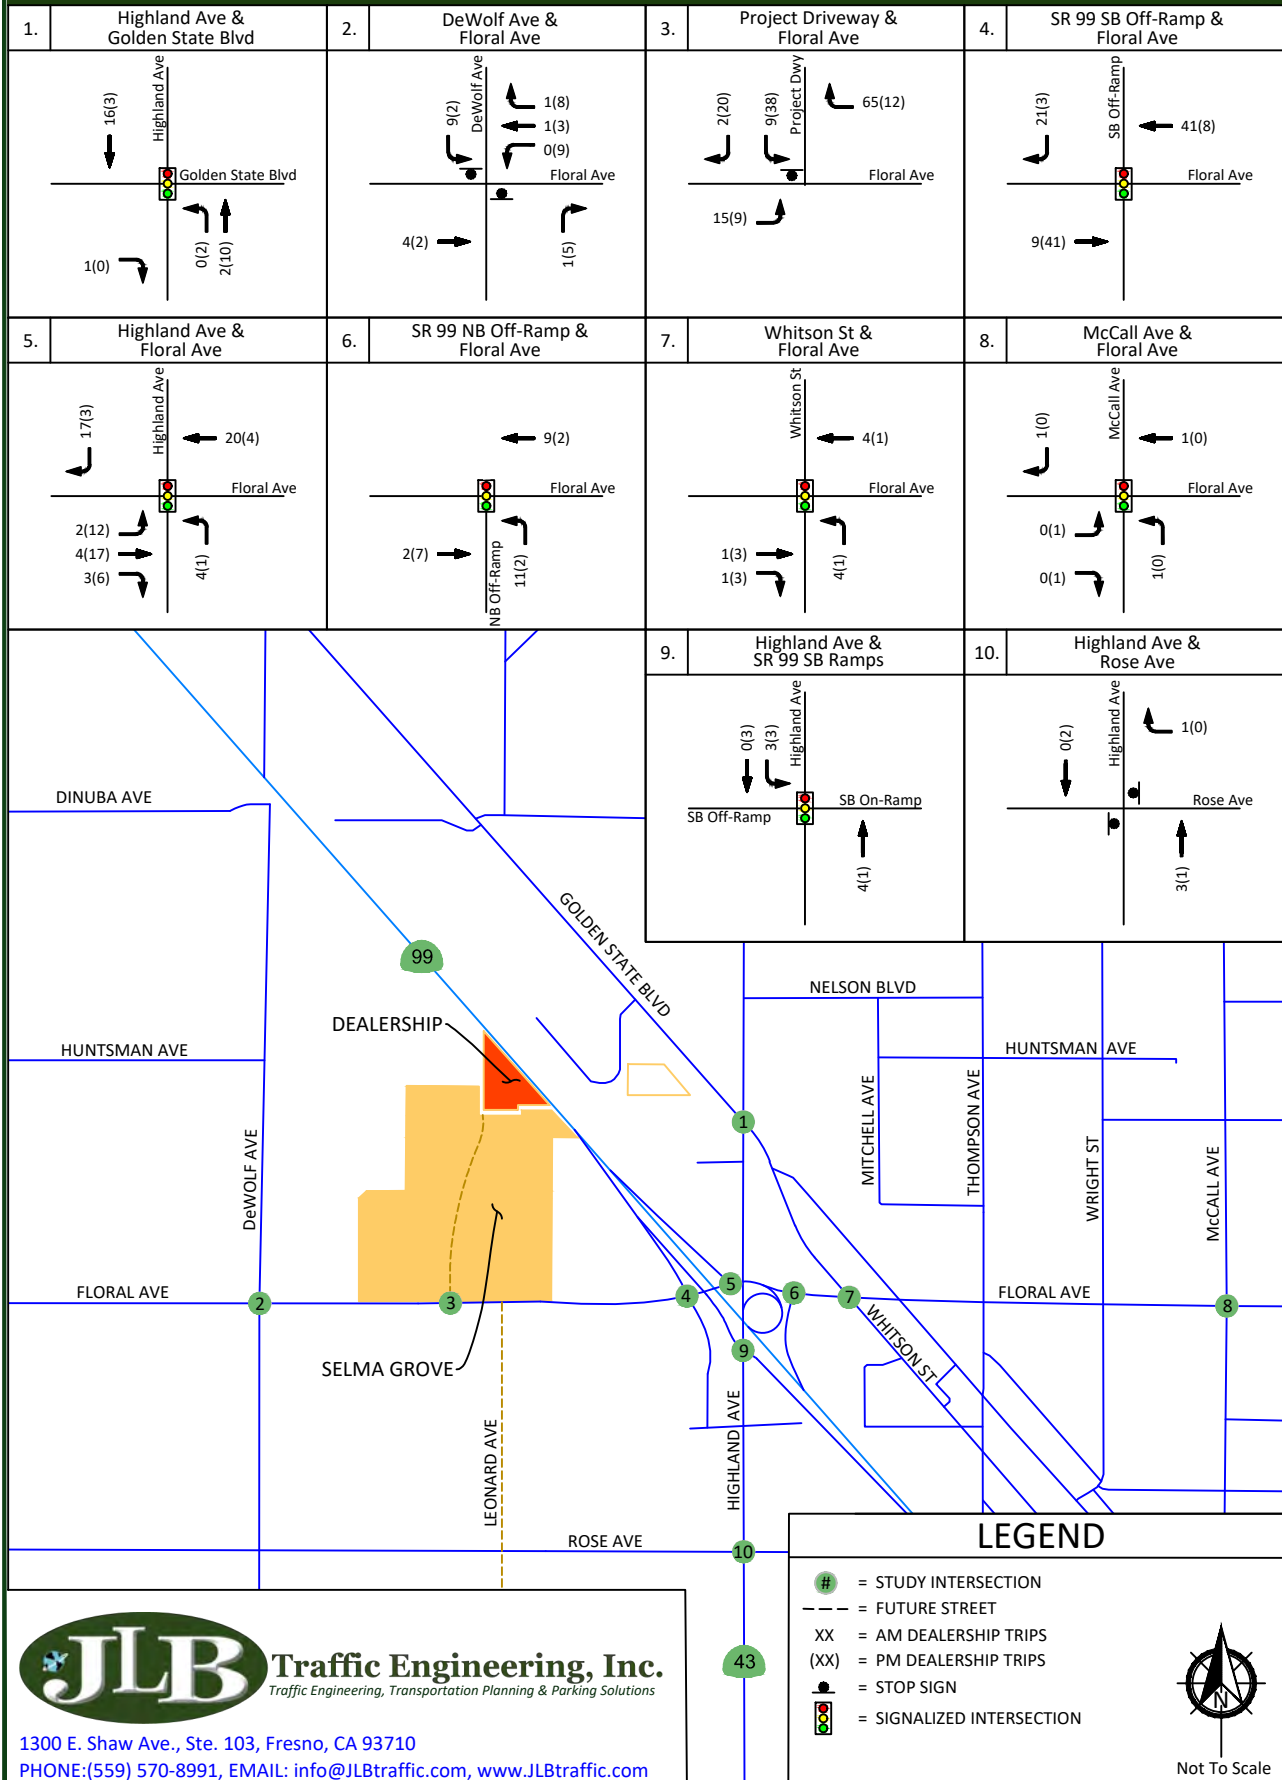 1.
Highland Ave &
Golden State Blvd
16(3)
Highland Ave
Golden State Blvd
1(0)
0(2)
2(10)
2.
DeWolf Ave &
Floral Ave
9(2)
DeWolf Ave
1(8)
1(3)
0(9)
Floral Ave
4(2)
1(5)
3.
Project Driveway &
Floral Ave
2(20)
9(38)
Project Dwy
65(12)
Floral Ave
15(9)
4.
SR 99 SB Off-Ramp &
Floral Ave
21(3)
SB Off-Ramp
41(8)
Floral Ave
9(41)
5.
Highland Ave &
Floral Ave
17(3)
Highland Ave
20(4)
Floral Ave
2(12)
4(17)
3(6)
4(1)
6.
SR 99 NB Off-Ramp &
Floral Ave
9(2)
Floral Ave
2(7)
NB Off-Ramp
11(2)
7.
Whitson St &
Floral Ave
Whitson St
4(1)
Floral Ave
1(3)
1(3)
4(1)
8.
McCall Ave &
Floral Ave
1(0)
McCall Ave
1(0)
Floral Ave
0(1)
0(1)
1(0)
9.
Highland Ave &
SR 99 SB Ramps
0(3)
3(3)
Highland Ave
SB On-Ramp
SB Off-Ramp
4(1)
10.
Highland Ave &
Rose Ave
0(2)
Highland Ave
1(0)
Rose Ave
3(1)
DINUBA AVE
GOLDEN STATE BLVD
99
NELSON BLVD
DEALERSHIP
HUNTSMAN AVE
HUNTSMAN AVE
1
MITCHELL AVE
THOMPSON AVE
WRIGHT ST
McCALL AVE
DeWOLF AVE
FLORAL AVE
2
3
4
5
6
7
FLORAL AVE
8
WHITSON ST
9
SELMA GROVE
LEONARD AVE
HIGHLAND AVE
ROSE AVE
10
43
LEGEND
# = STUDY INTERSECTION
= FUTURE STREET
XX = AM DEALERSHIP TRIPS
(XX) = PM DEALERSHIP TRIPS
= STOP SIGN
= SIGNALIZED INTERSECTION
N
Not To Scale
JLB Traffic Engineering, Inc.
Traffic Engineering, Transportation Planning & Parking Solutions
1300 E. Shaw Ave., Ste. 103, Fresno, CA 93710
PHONE:(559) 570-8991, EMAIL: info@JLBtraffic.com, www.JLBtraffic.com